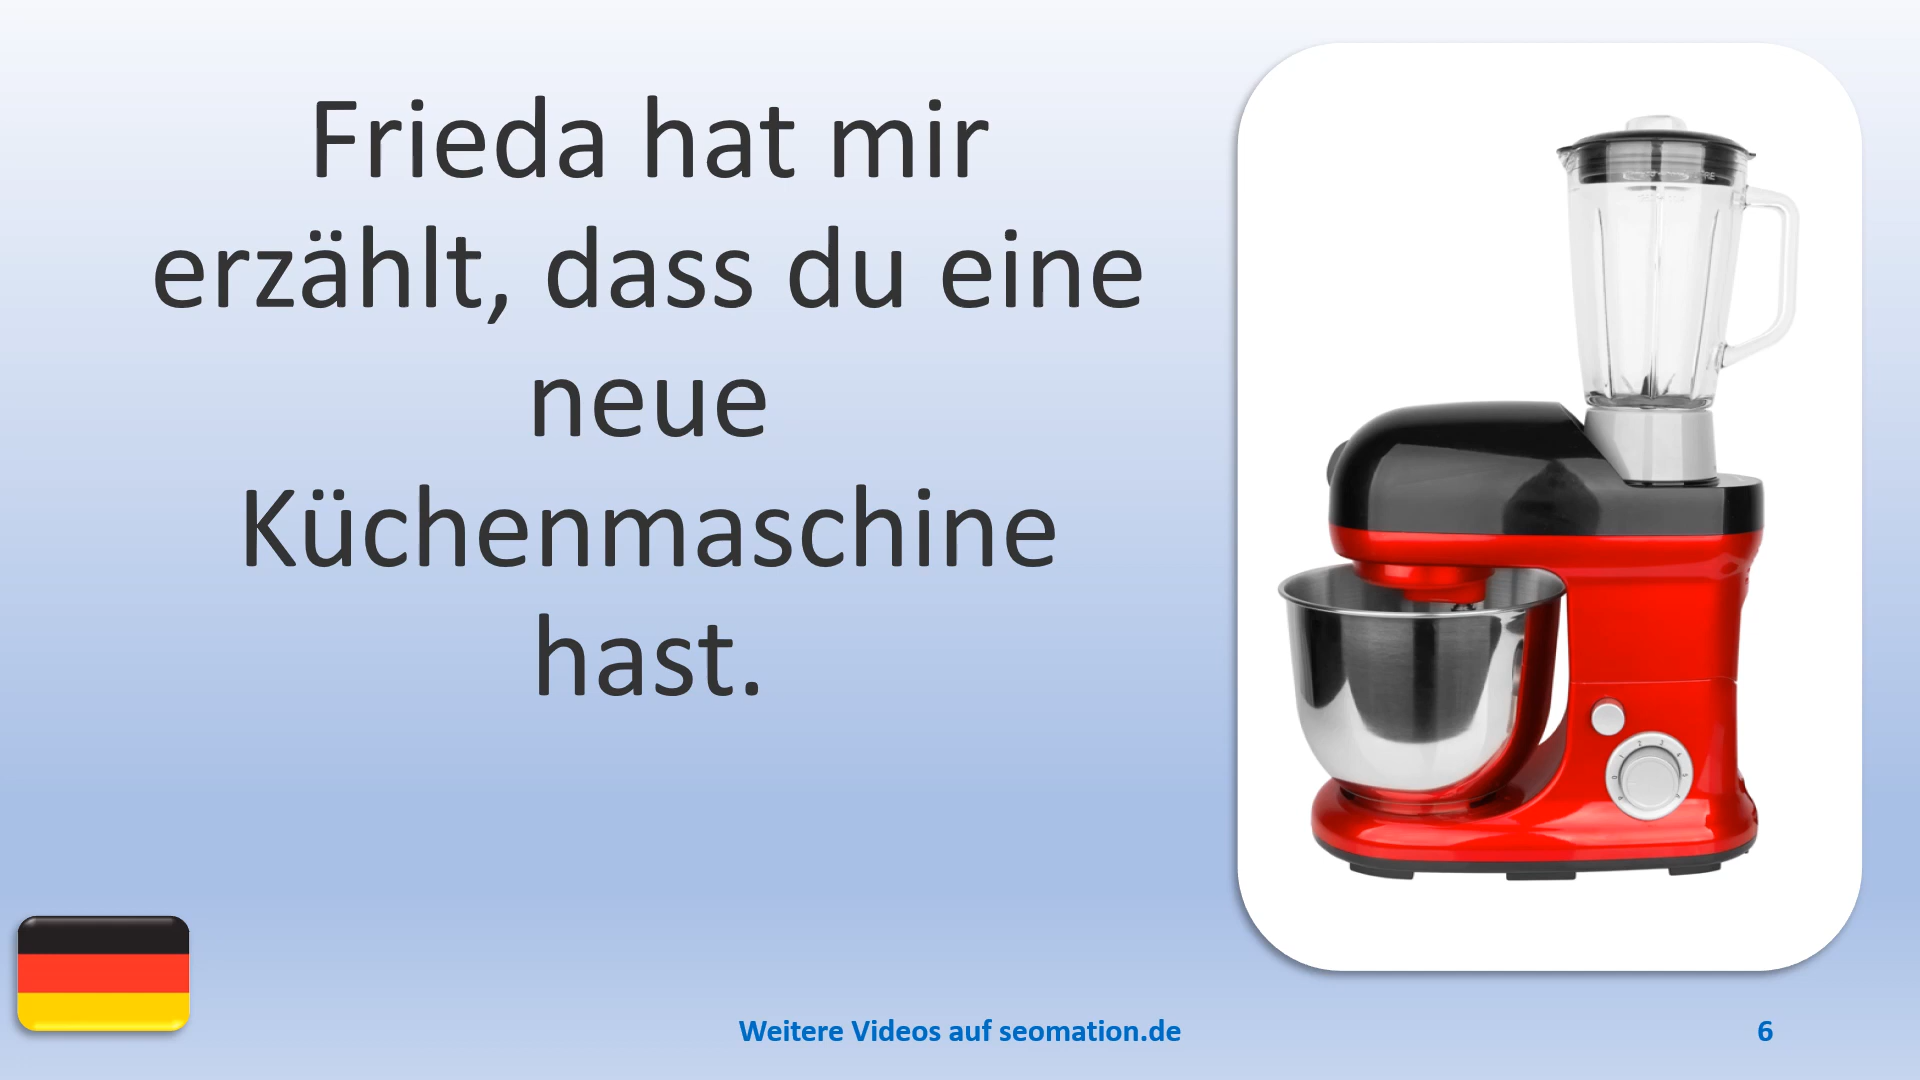 Frieda hat mir
erzählt, dass du eine
neue
Küchenmaschine
hast.
Weitere Videos auf seomation.de
6